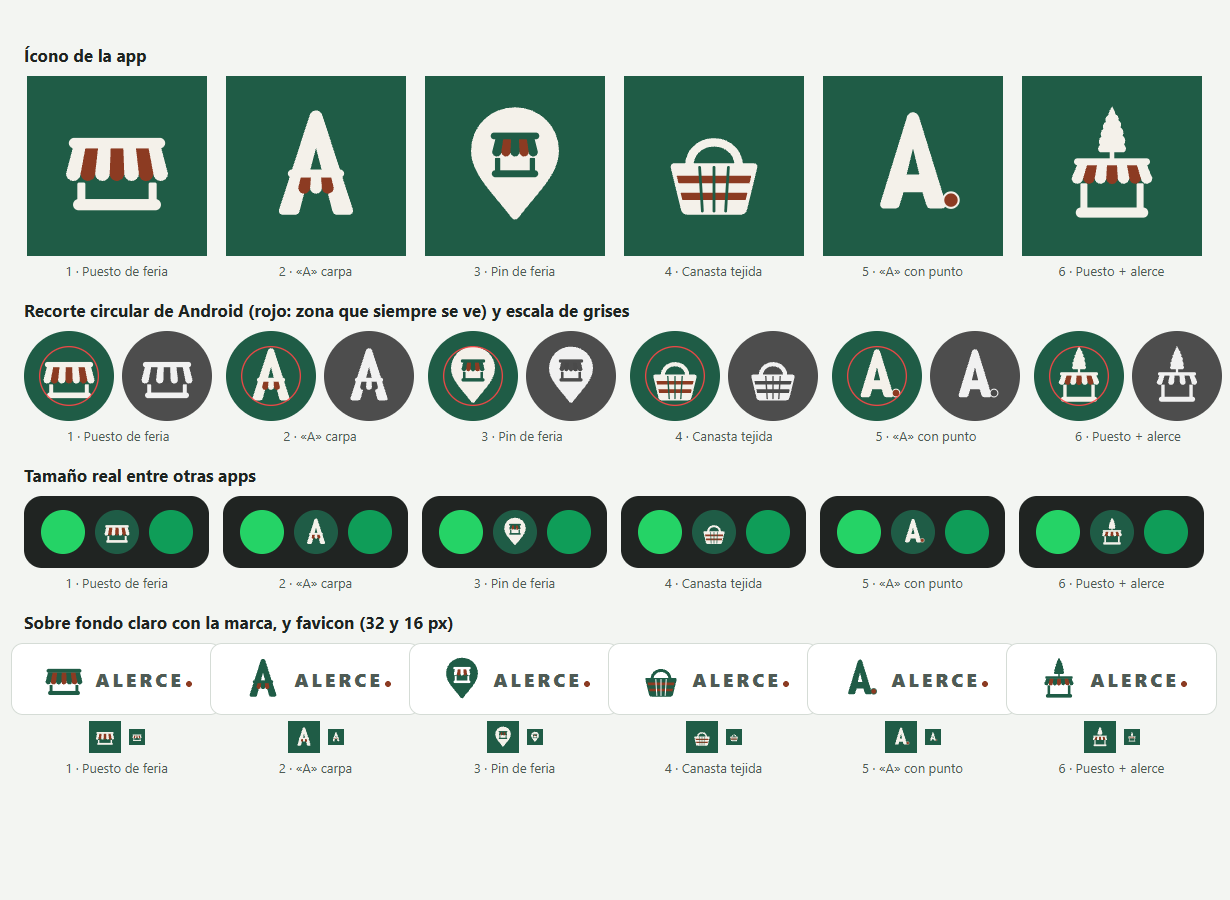 Ícono de la app
1 · Puesto de feria
2 · «A» carpa
3 · Pin de feria
4 · Canasta tejida
5 · «A» con punto
6 · Puesto + alerce
Recorte circular de Android (rojo: zona que siempre se ve) y escala de grises
1 · Puesto de feria
2 · «A» carpa
3 · Pin de feria
4 · Canasta tejida
5 · «A» con punto
6 · Puesto + alerce
Tamaño real entre otras apps
1 · Puesto de feria
2 · «A» carpa
3 · Pin de feria
4 · Canasta tejida
5 · «A» con punto
6 · Puesto + alerce
Sobre fondo claro con la marca, y favicon (32 y 16 px)
ALERCE.
ALERCE.
ALERCE.
ALERCE.
ALERCE.
ALERCE.
1 · Puesto de feria
2 · «A» carpa
3 · Pin de feria
4 · Canasta tejida
5 · «A» con punto
6 · Puesto + alerce